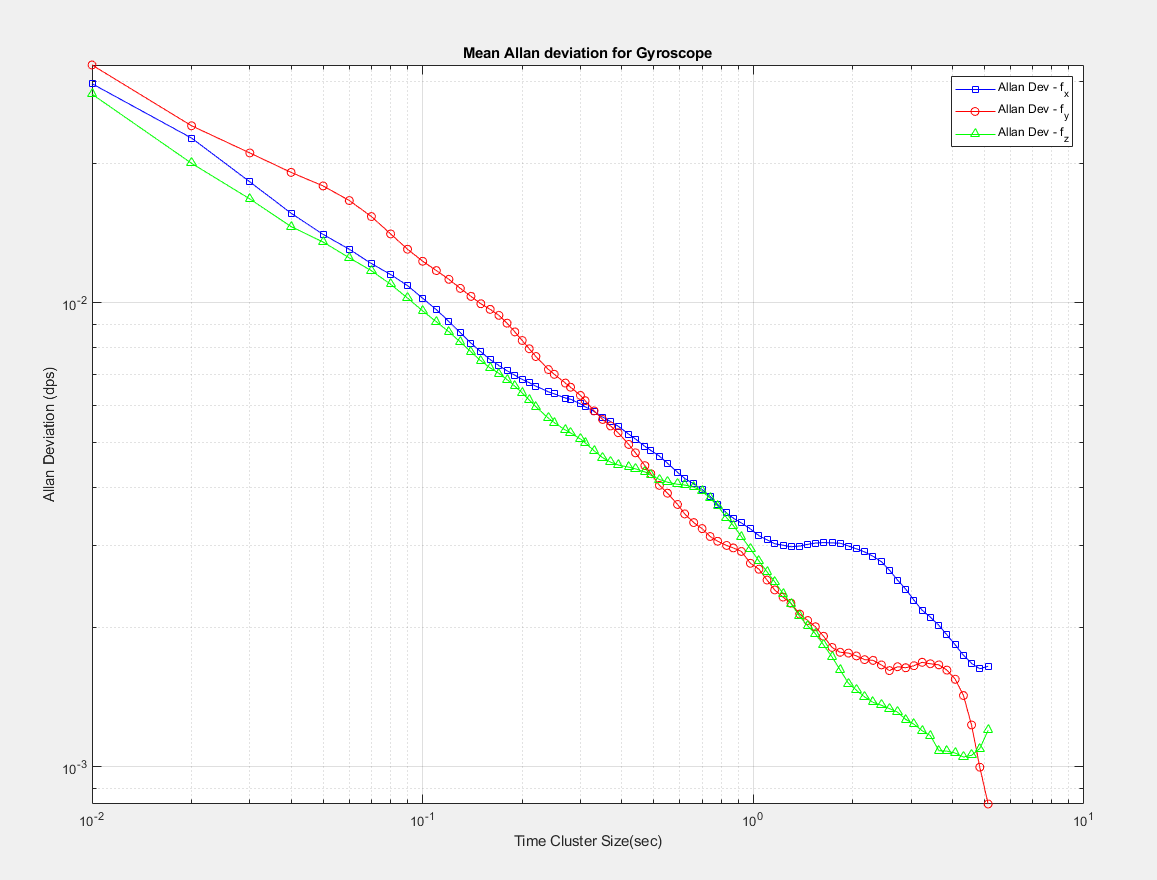 Mean Allan deviation for Gyroscope
Allan Dev - f_x
Allan Dev - f_y
Allan Dev - f_z
Allan Deviation (dps)
10^-2
10^-3
10^-2
10^-1
10^0
10^1
Time Cluster Size(sec)